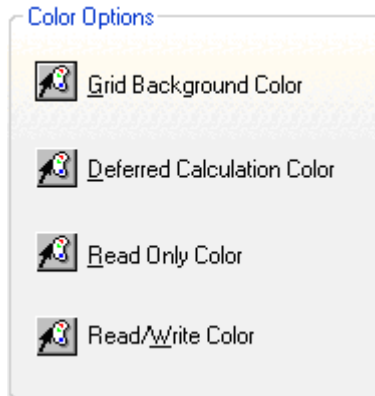 Color Options
Grid Background Color
Deferred Calculation Color
Read Only Color
Read/Write Color